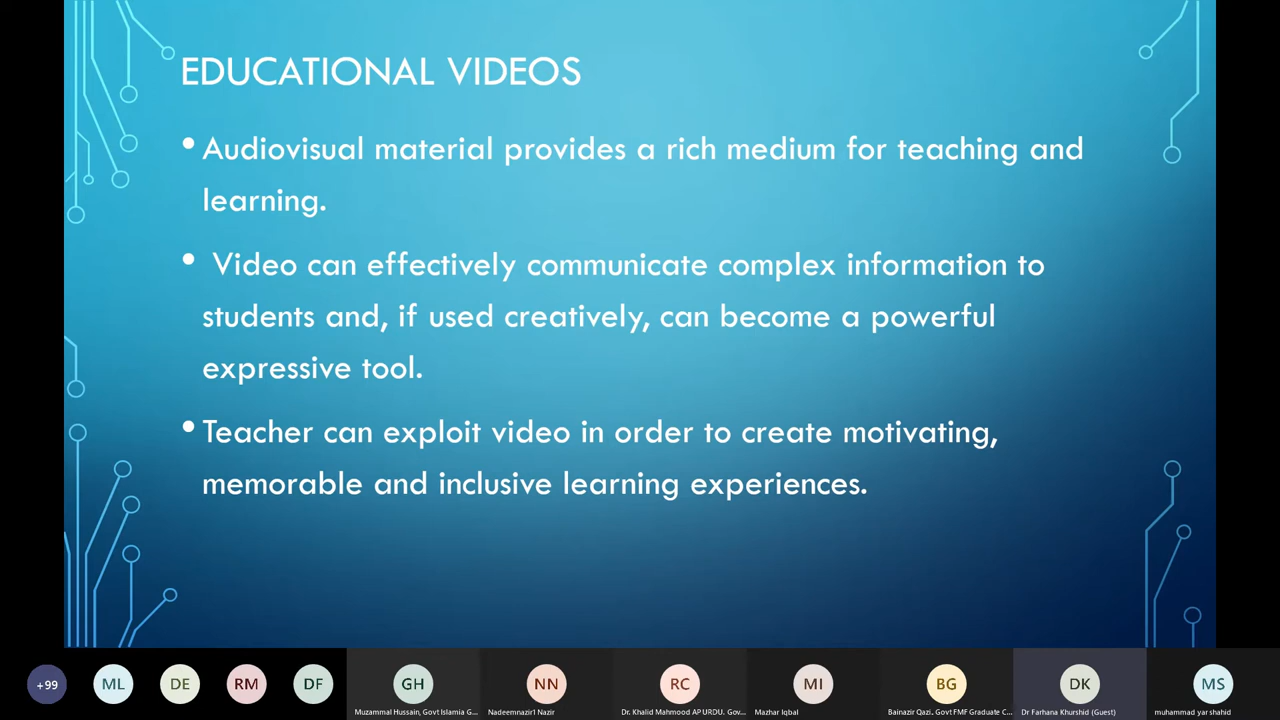 EDUCATIONAL VIDEOS
• Audiovisual material provides a rich medium for teaching and
learning.
• Video can effectively communicate complex information to
students and, if used creatively, can become a powerful
expressive tool.
• Teacher can exploit video in order to create motivating,
memorable and inclusive learning experiences.
+99
ML
DE
RM
DF
GH
NN
RC
MI
BG
DK
MS
Muzammal Hussain, Govt Islamia G...
Nadeemnazir1 Nazir
Dr. Khalid Mahmood AP URDU. Gov...
Mazhar Iqbal
Bainazir Qazi. Govt FMF Graduate C...
Dr Farhana Khurshid (Guest)
muhammad yar shahid